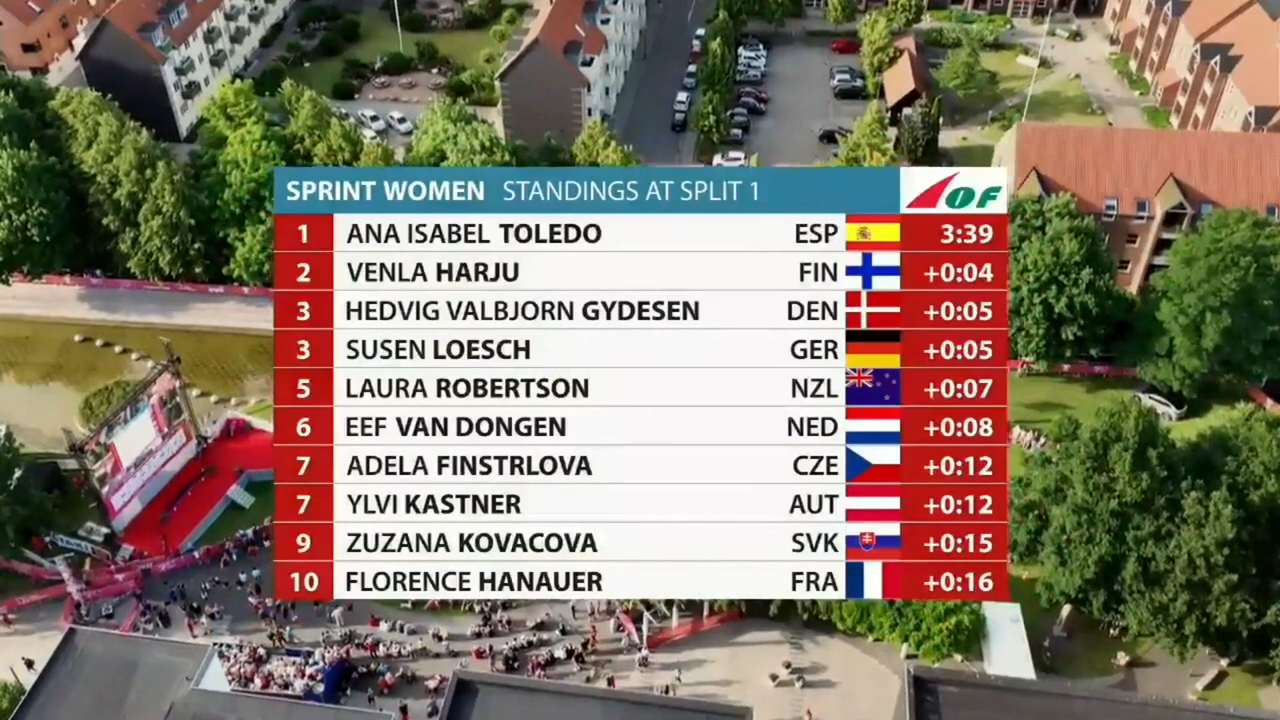 SPRINT WOMEN STANDINGS AT SPLIT 1 IOF
1 ANA ISABEL TOLEDO ESP 3:39
2 VENLA HARJU FIN +0:04
3 HEDVIG VALBJORN GYDESEN DEN +0:05
3 SUSEN LOESCH GER +0:05
5 LAURA ROBERTSON NZL +0:07
6 EEF VAN DONGEN NED +0:08
7 ADELA FINSTRLOVA CZE +0:12
7 YLVI KASTNER AUT +0:12
9 ZUZANA KOVACOVA SVK +0:15
10 FLORENCE HANAUER FRA +0:16